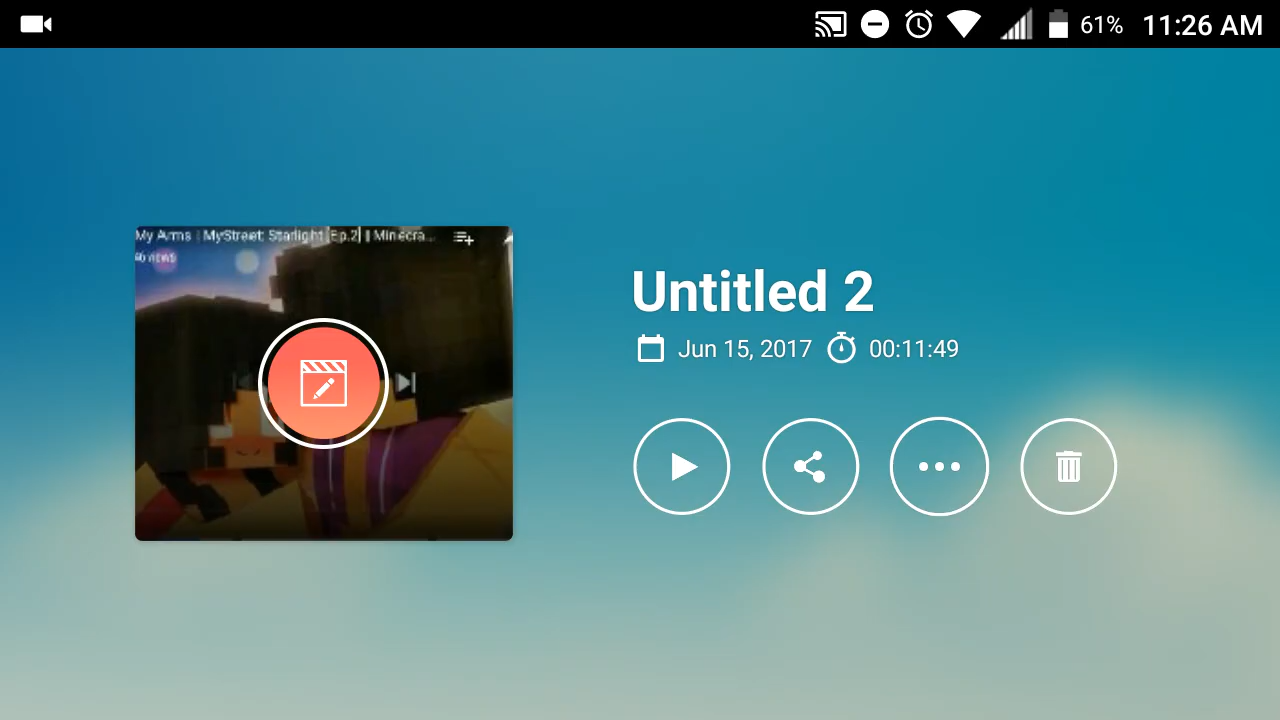 61% 11:26 AM
My Arms | MyStreet: Starlight [Ep.2] | Minecra...
VIEWS
Untitled 2
Jun 15, 2017 00:11:49